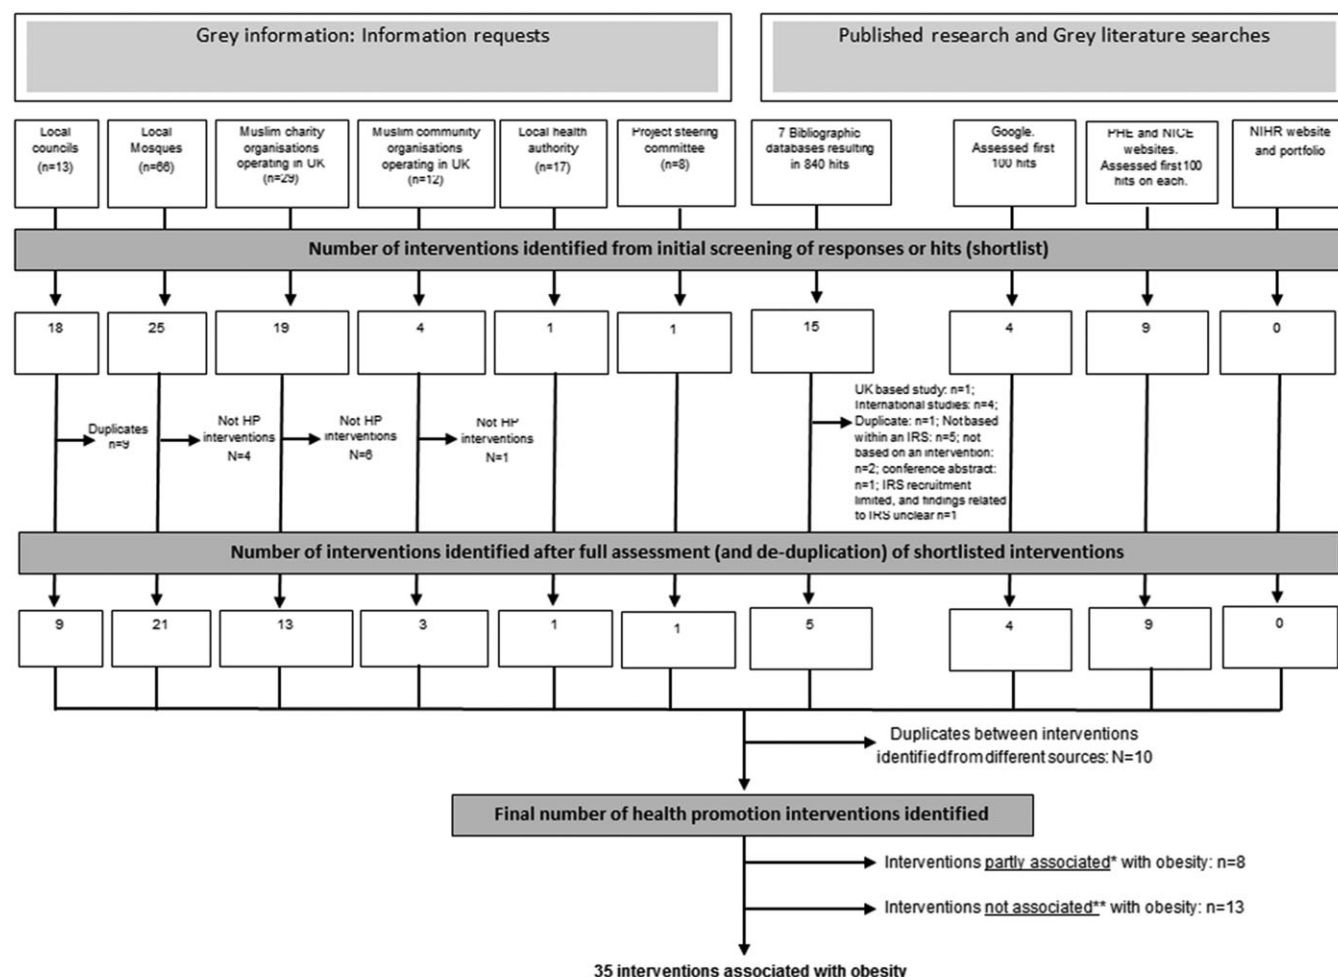 Grey information: Information requests
Published research and Grey literature searches
Local
councils
(n=13)
Local
Mosques
(n=66)
Muslim charity
organisations
operating in UK
(n=29)
Muslim community
organisations
operating in UK
(n=12)
Local health
authority
(n=17)
Project steering
committee
(n=8)
7 Bibliographic
databases resulting
in 840 hits
Google.
Assessed first
100 hits
PHE and NICE
websites.
Assessed first 100
hits on each.
NIHR website
and portfolio
Number of interventions identified from initial screening of responses or hits (shortlist)
18
25
19
4
1
1
15
4
9
0
Duplicates
n=9
Not HP
interventions
N=4
Not HP
interventions
N=6
Not HP
interventions
N=1
UK based study: n=1;
International studies: n=4;
Duplicate: n=1; Not based
within an IRS: n=5; not
based on an intervention:
n=2; conference abstract:
n=1; IRS recruitment
limited, and findings related
to IRS unclear n=1
Number of interventions identified after full assessment (and de-duplication) of shortlisted interventions
9
21
13
3
1
1
5
4
9
0
Duplicates between interventions
identified from different sources: N=10
Final number of health promotion interventions identified
Interventions partly associated* with obesity: n=8
Interventions not associated** with obesity: n=13
35 interventions associated with obesity